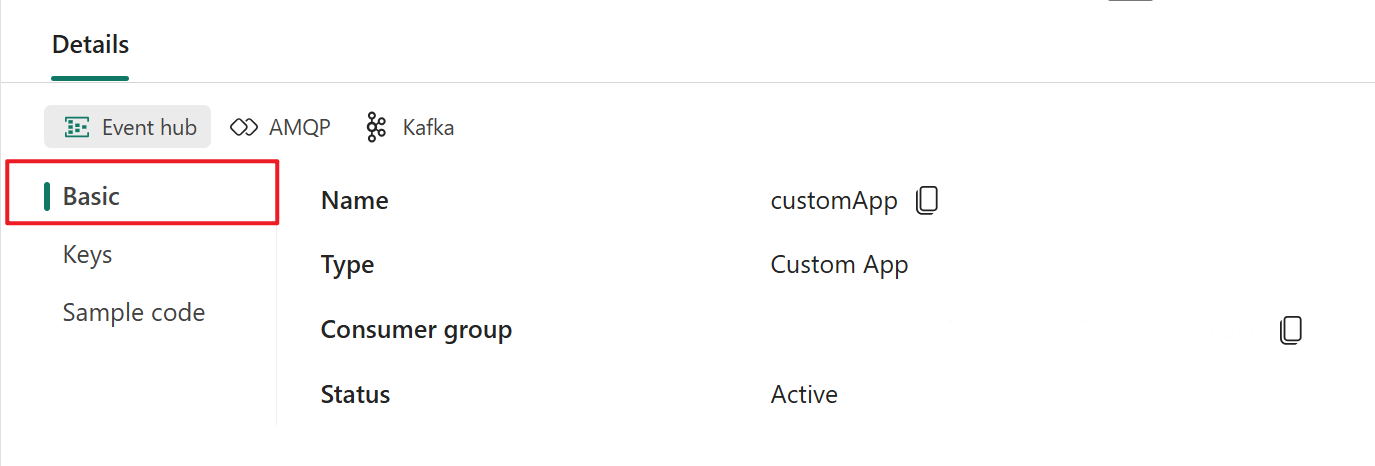 Details
Event hub AMQP Kafka
Basic
Keys
Sample code
Name customApp
Type Custom App
Consumer group
Status Active